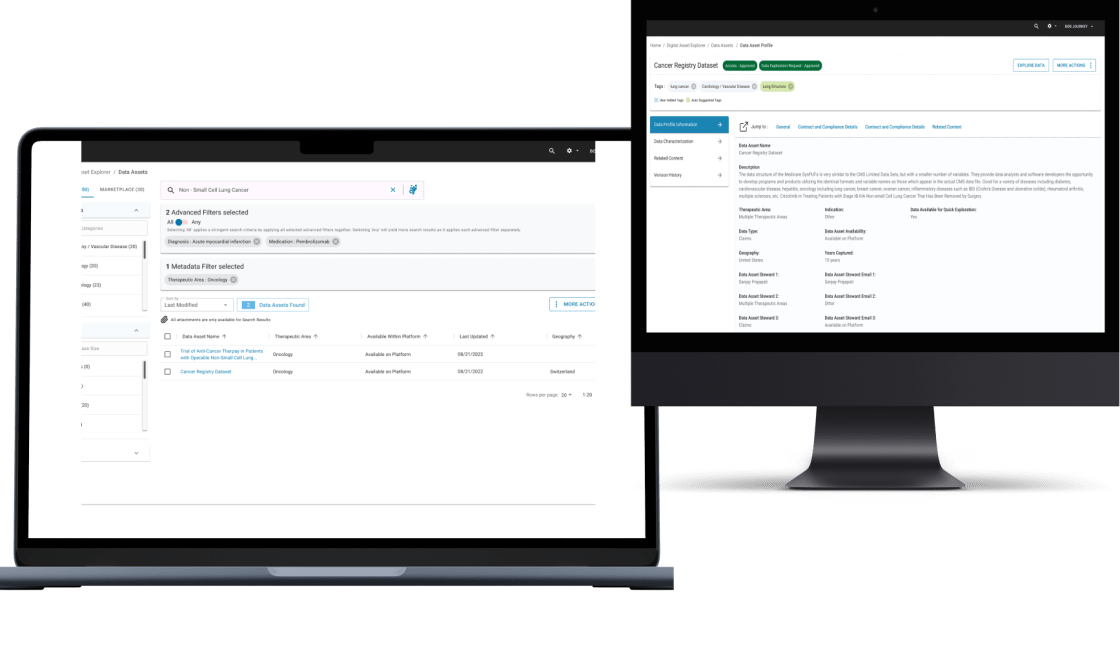 set Explorer / Data Assets
MARKETPLACE (30)
Non - Small Cell Lung Cancer
2 Advanced Filters selected
All Any
Selecting 'All' applies a stringent search criteria by applying all selected advanced filters together. Selecting 'Any' will yield more search results as it applies each advanced filter separately.
Diagnosis : Acute myocardial infarction
Medication : Pembrolizomab
1 Metadata Filter selected
Therapeutic Area : Oncology
Sort by
Last Modified
2 Data Assets Found
MORE ACTIO
All attachments are only available for Search Results
Data Asset Name
Therapeutic Area
Available Within Platform
Last Updated
Geography
Trial of Anti-Cancer Therpay in Patients
with Operable Non-Small Cell Lung...
Oncology
Available on Platform
08/31/2022
Cancer Registry Dataset
Oncology
Available on Platform
08/31/2022
Switzerland
Rows per page: 20
1-20
ategories
y / Vascular Disease (20)
ogy (20)
ology (23)
(40)
ase Size
(0)
(20)
Home / Digital Asset Explorer / Data Assets / Data Asset Profile
Cancer Registry Dataset
Access - Approved
Data Exploration Request - Approved
EXPLORE DATA
MORE ACTIONS
Tags :
lung cancer
Cardiology / Vascular Disease
Lung Structure
User Added Tags
Auto Suggested Tags
Data Profile Information
Data Characterization
Related Content
Version History
Jump to : General
Contract and Compliance Details
Contract and Compliance Details
Related Content
Data Asset Name
Cancer Registry Dataset
Description
The data structure of the Medicare SynPUFs is very similar to the CMS Limited Data Sets, but with a smaller number of variables. They provide data analysts and software developers the opportunity
to develop programs and products utilizing the identical formats and variable names as those which appear in the actual CMS data file. Good for a variety of diseases including diabetes,
cardiovascular disease, hepatitis, oncology including lung cancer, breast cancer, ovarian cancer, inflammatory diseases such as IBD (Crohn's Disease and ulcerative colitis), rheumatoid arthritis,
multiple sclerosis, etc. Cisplatin in Treating Patients with Stage IB-IIIA Non-small Cell Lung Cancer That Has Been Removed by Surgery.
Therapeutic Area:
Multiple Therapeutic Areas
Indication:
Other
Data Available for Quick Exploration:
Yes
Data Type:
Claims
Data Asset Availability:
Available on Platform
Geography:
United States
Years Captured:
10 years
Data Asset Steward 1:
Sanjay Prajapati
Data Asset Steward Email 1:
Sanjay Prajapati
Data Asset Steward 2:
Multiple Therapeutic Areas
Data Asset Steward Email 2:
Other
Data Asset Steward 3:
Claims
Data Asset Steward Email 3:
Available on Platform